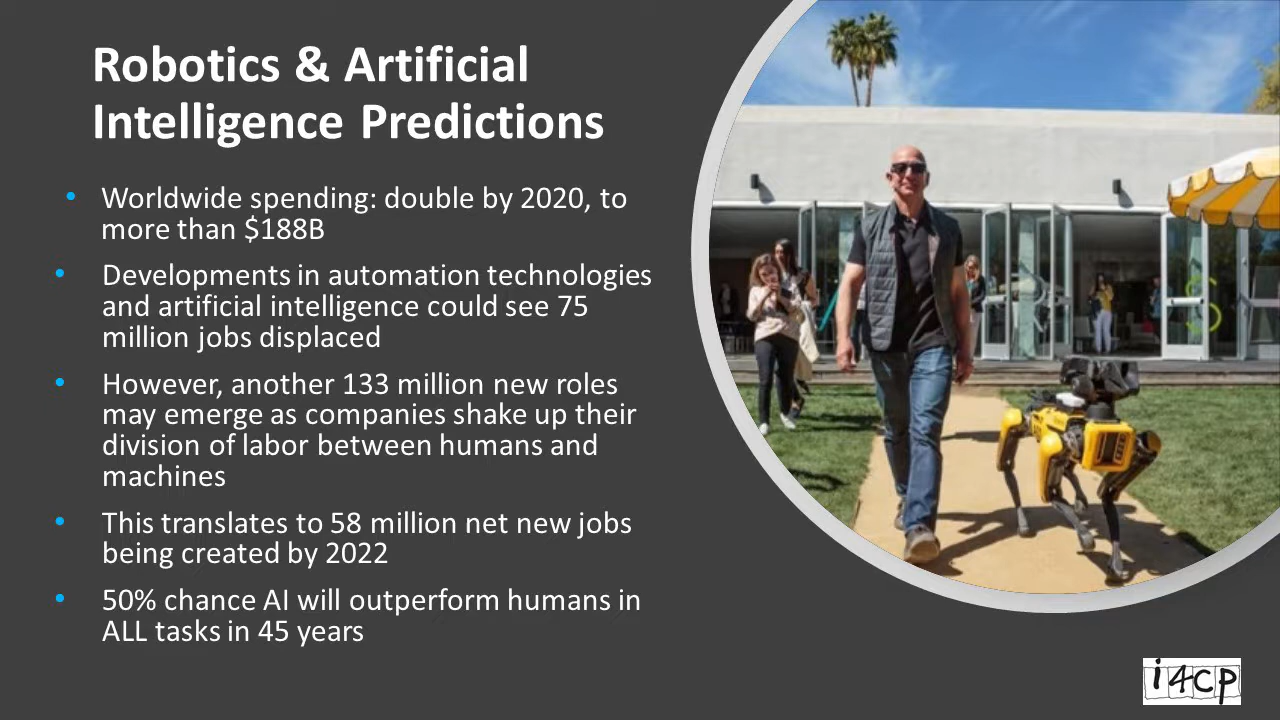 Robotics & Artificial
Intelligence Predictions
• Worldwide spending: double by 2020, to
more than $188B
• Developments in automation technologies
and artificial intelligence could see 75
million jobs displaced
• However, another 133 million new roles
may emerge as companies shake up their
division of labor between humans and
machines
• This translates to 58 million net new jobs
being created by 2022
• 50% chance AI will outperform humans in
ALL tasks in 45 years
i4cp